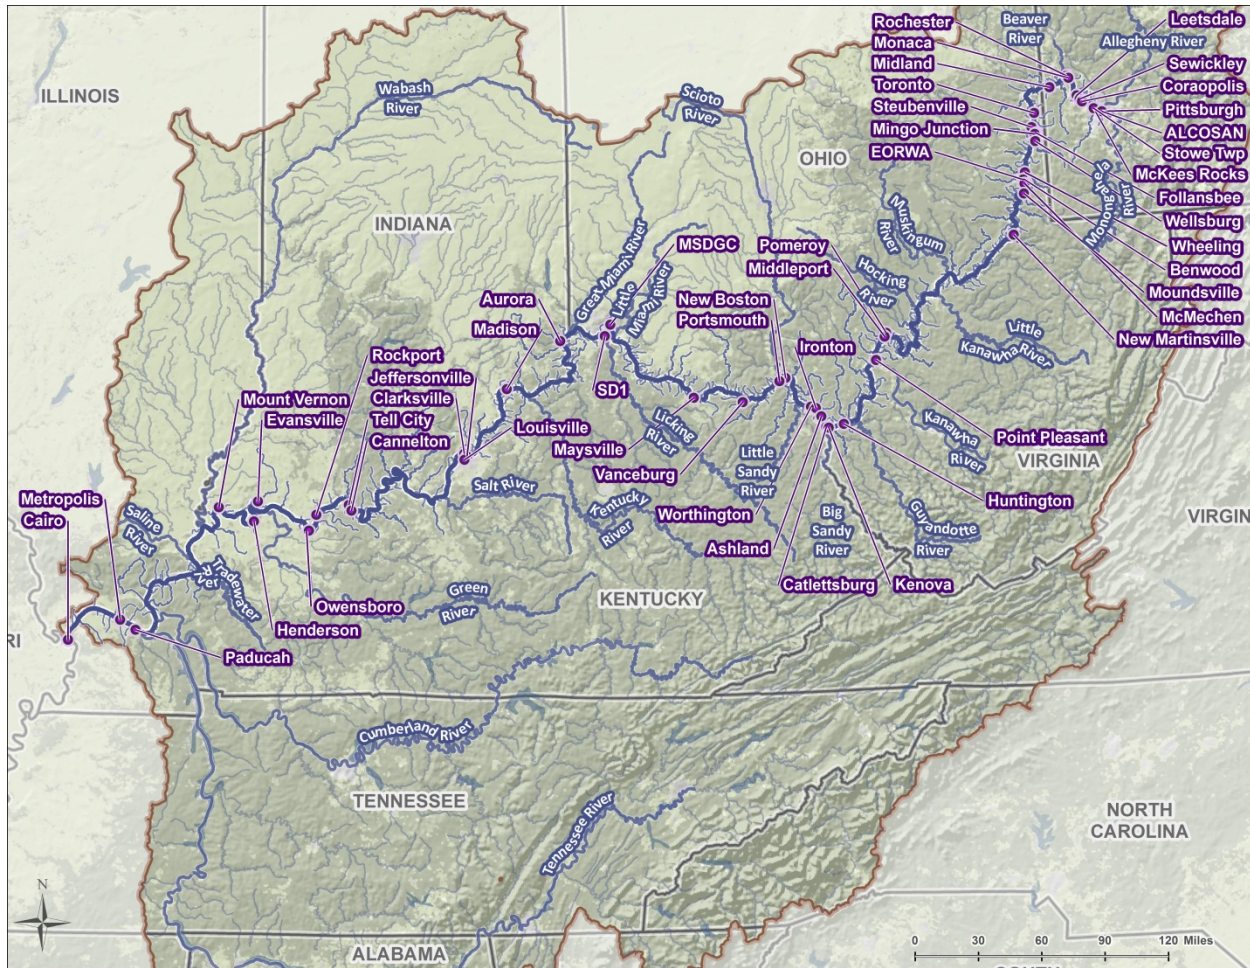 Rochester
Monaca
Midland
Toronto
Steubenville
Mingo Junction
EORWA
Beaver
River
Leetsdale
Allegheny River
Sewickley
Coraopolis
Pittsburgh
ALCOSAN
Stowe Twp
McKees Rocks
Follansbee
Wellsburg
Wheeling
Benwood
Moundsville
McMechen
New Martinsville
Monongahela
River
ILLINOIS
Wabash
River
Scioto
River
OHIO
INDIANA
Muskingum
River
Hocking
River
Pomeroy
Middleport
MSDGC
Great Miami River
Little
Miami River
New Boston
Portsmouth
Ironton
Little
Kanawha River
Aurora
Madison
SD1
Rockport
Jeffersonville
Clarksville
Tell City
Cannelton
Mount Vernon
Evansville
Louisville
Licking
River
Maysville
Vanceburg
Little
Sandy
River
Kanawha
River
Point Pleasant
VIRGINIA
Huntington
Metropolis
Cairo
Saline
River
Salt River
Kentucky
River
Worthington
Big
Sandy
River
Guyandotte
River
VIRGIN
Ashland
Catlettsburg
Kenova
Tradewater
River
Green
River
KENTUCKY
Owensboro
Henderson
Paducah
RI
Cumberland River
TENNESSEE
Tennessee River
NORTH
CAROLINA
N
ALABAMA
0 30 60 90 120 Miles
SOUTH